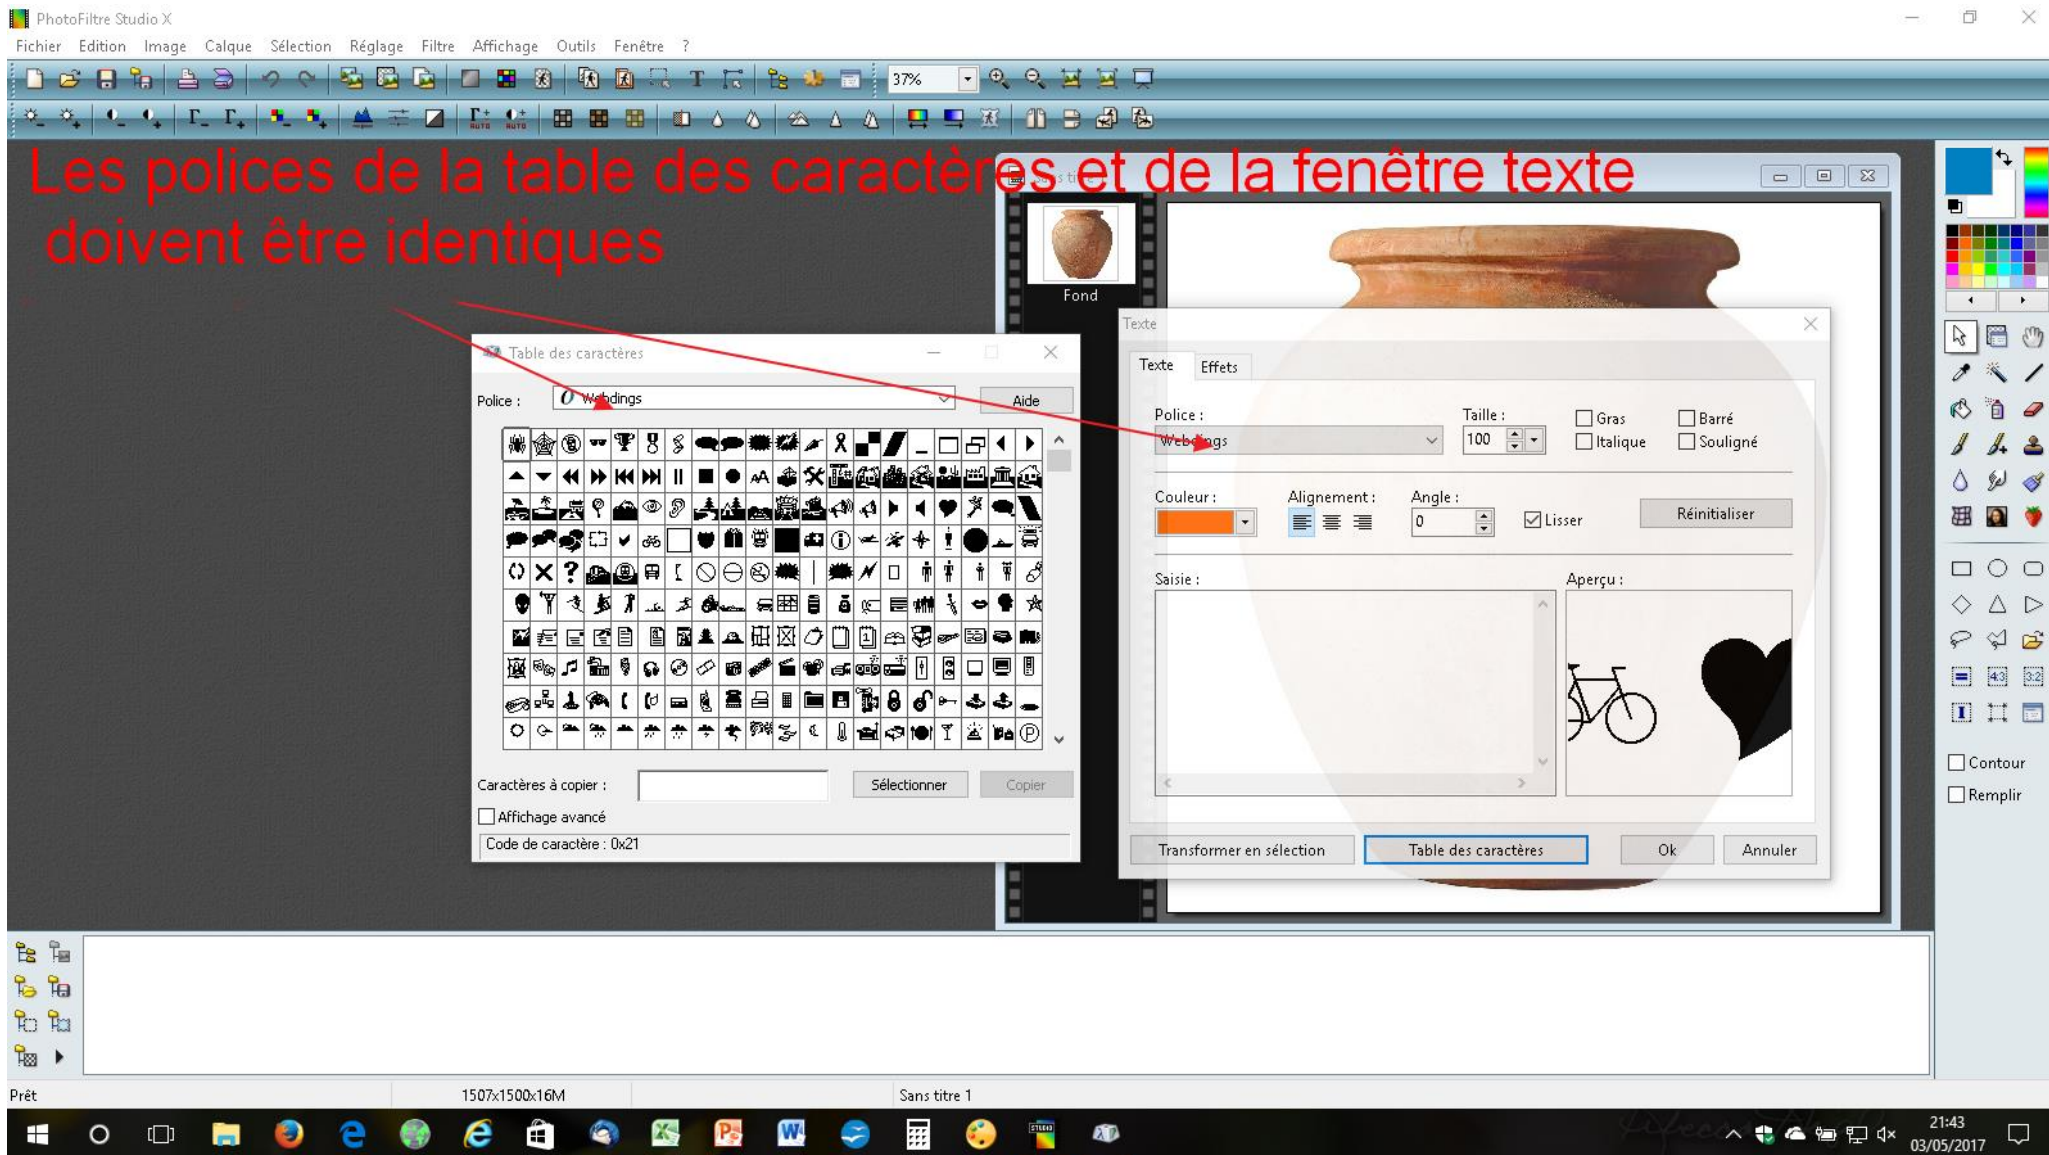 PhotoFiltre Studio X
Fichier Edition Image Calque Sélection Réglage Filtre Affichage Outils Fenêtre ?
37%
Les polices de la table des caractères et de la fenêtre texte
doivent être identiques
Fond
Table des caractères
Police : Webdings Aide
Caractères à copier : Sélectionner Copier
Affichage avancé
Code de caractère : 0x21
Texte
Texte Effets
Police : Taille : Gras Barré
Webdings 100 Italique Souligné
Couleur : Alignement : Angle :
0 Lisser Réinitialiser
Saisie : Aperçu :
Transformer en sélection Table des caractères Ok Annuler
Contour
Remplir
Prêt 1507x1500x16M Sans titre 1
21:43
03/05/2017